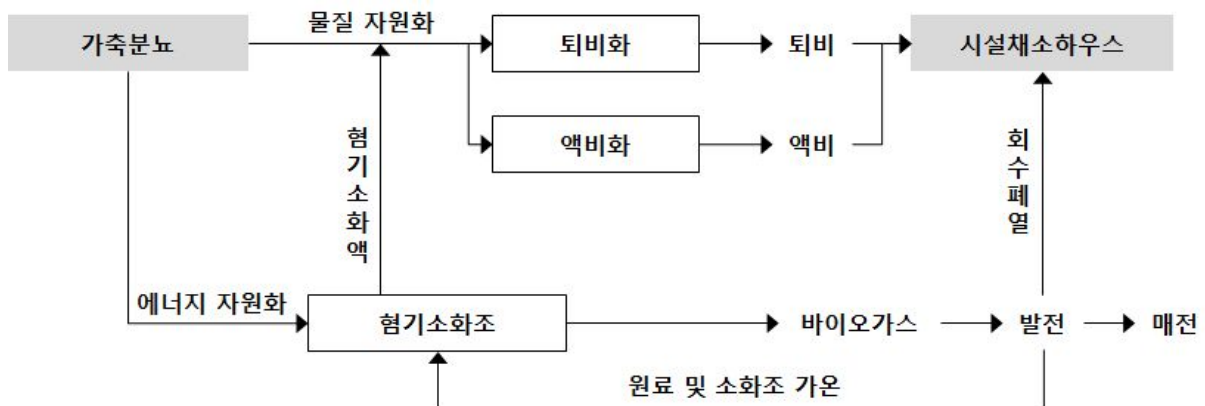 물질 자원화
가축분뇨
퇴비화
퇴비
시설채소하우스
액비화
액비
혐기소화액
회수폐열
에너지 자원화
혐기소화조
바이오가스
발전
매전
원료 및 소화조 가온